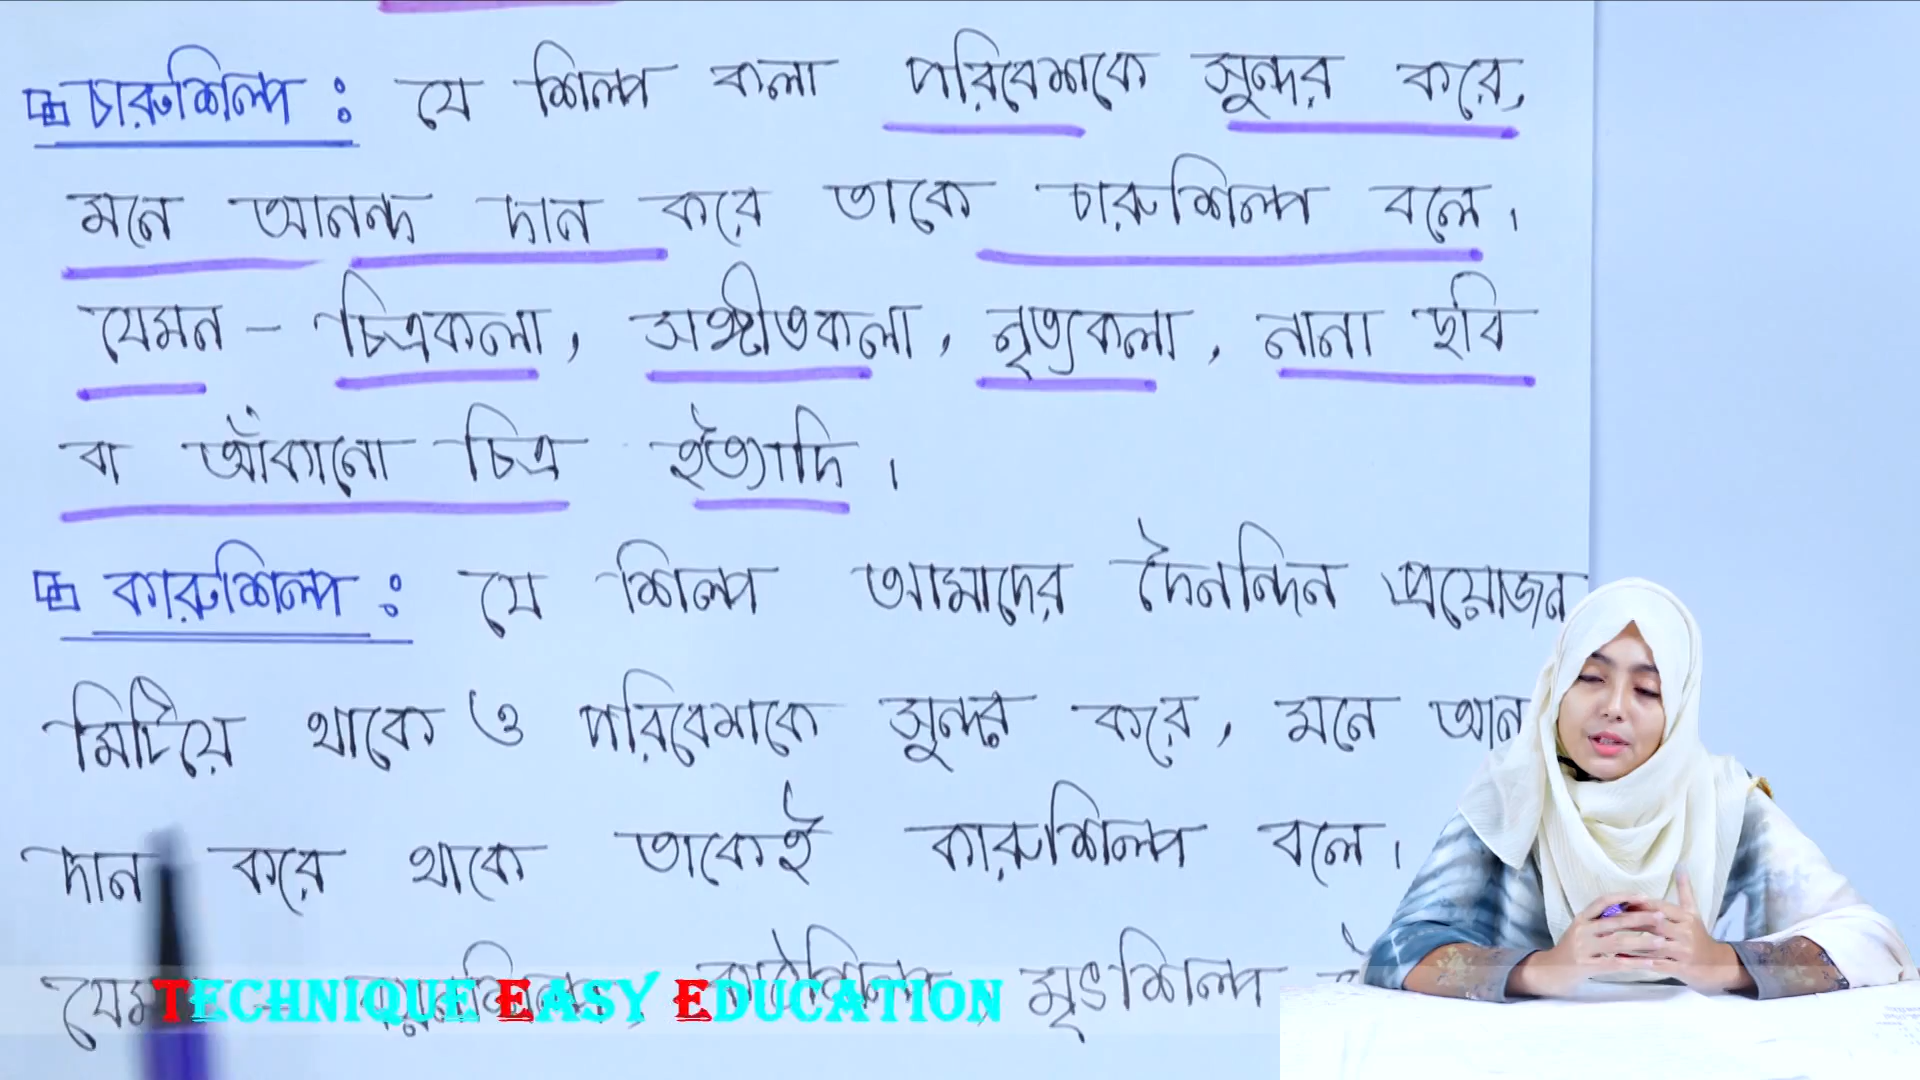 চারুশিল্প : যে শিল্প কলা পরিবেশকে সুন্দর করে,
মনে আনন্দ দান করে তাকে চারুশিল্প বলে।
যেমন - চিত্রকলা, সঙ্গীতকলা, নৃত্যকলা, নানা ছবি
বা আঁকানো চিত্র ইত্যাদি।
কারুশিল্প : যে শিল্প আমাদের দৈনন্দিন প্রয়োজন
মিটিয়ে থাকে ও পরিবেশকে সুন্দর করে, মনে আন
দান করে থাকে তাকেই কারুশিল্প বলে।
মৃৎশিল্প
TECHNIQUE EASY EDUCATION